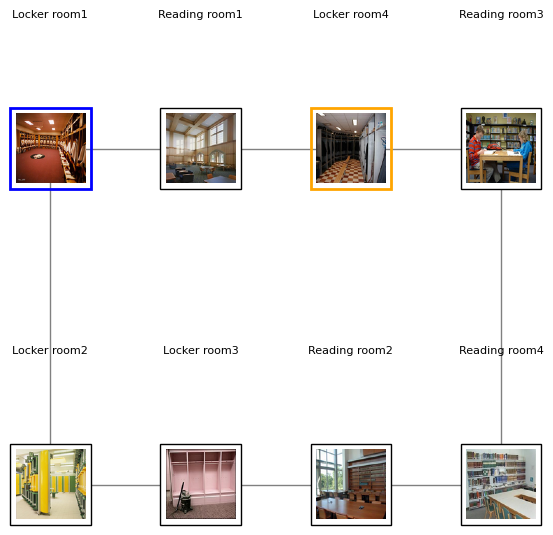 Locker room1
Reading room1
Locker room4
Reading room3
Locker room2
Locker room3
Reading room2
Reading room4